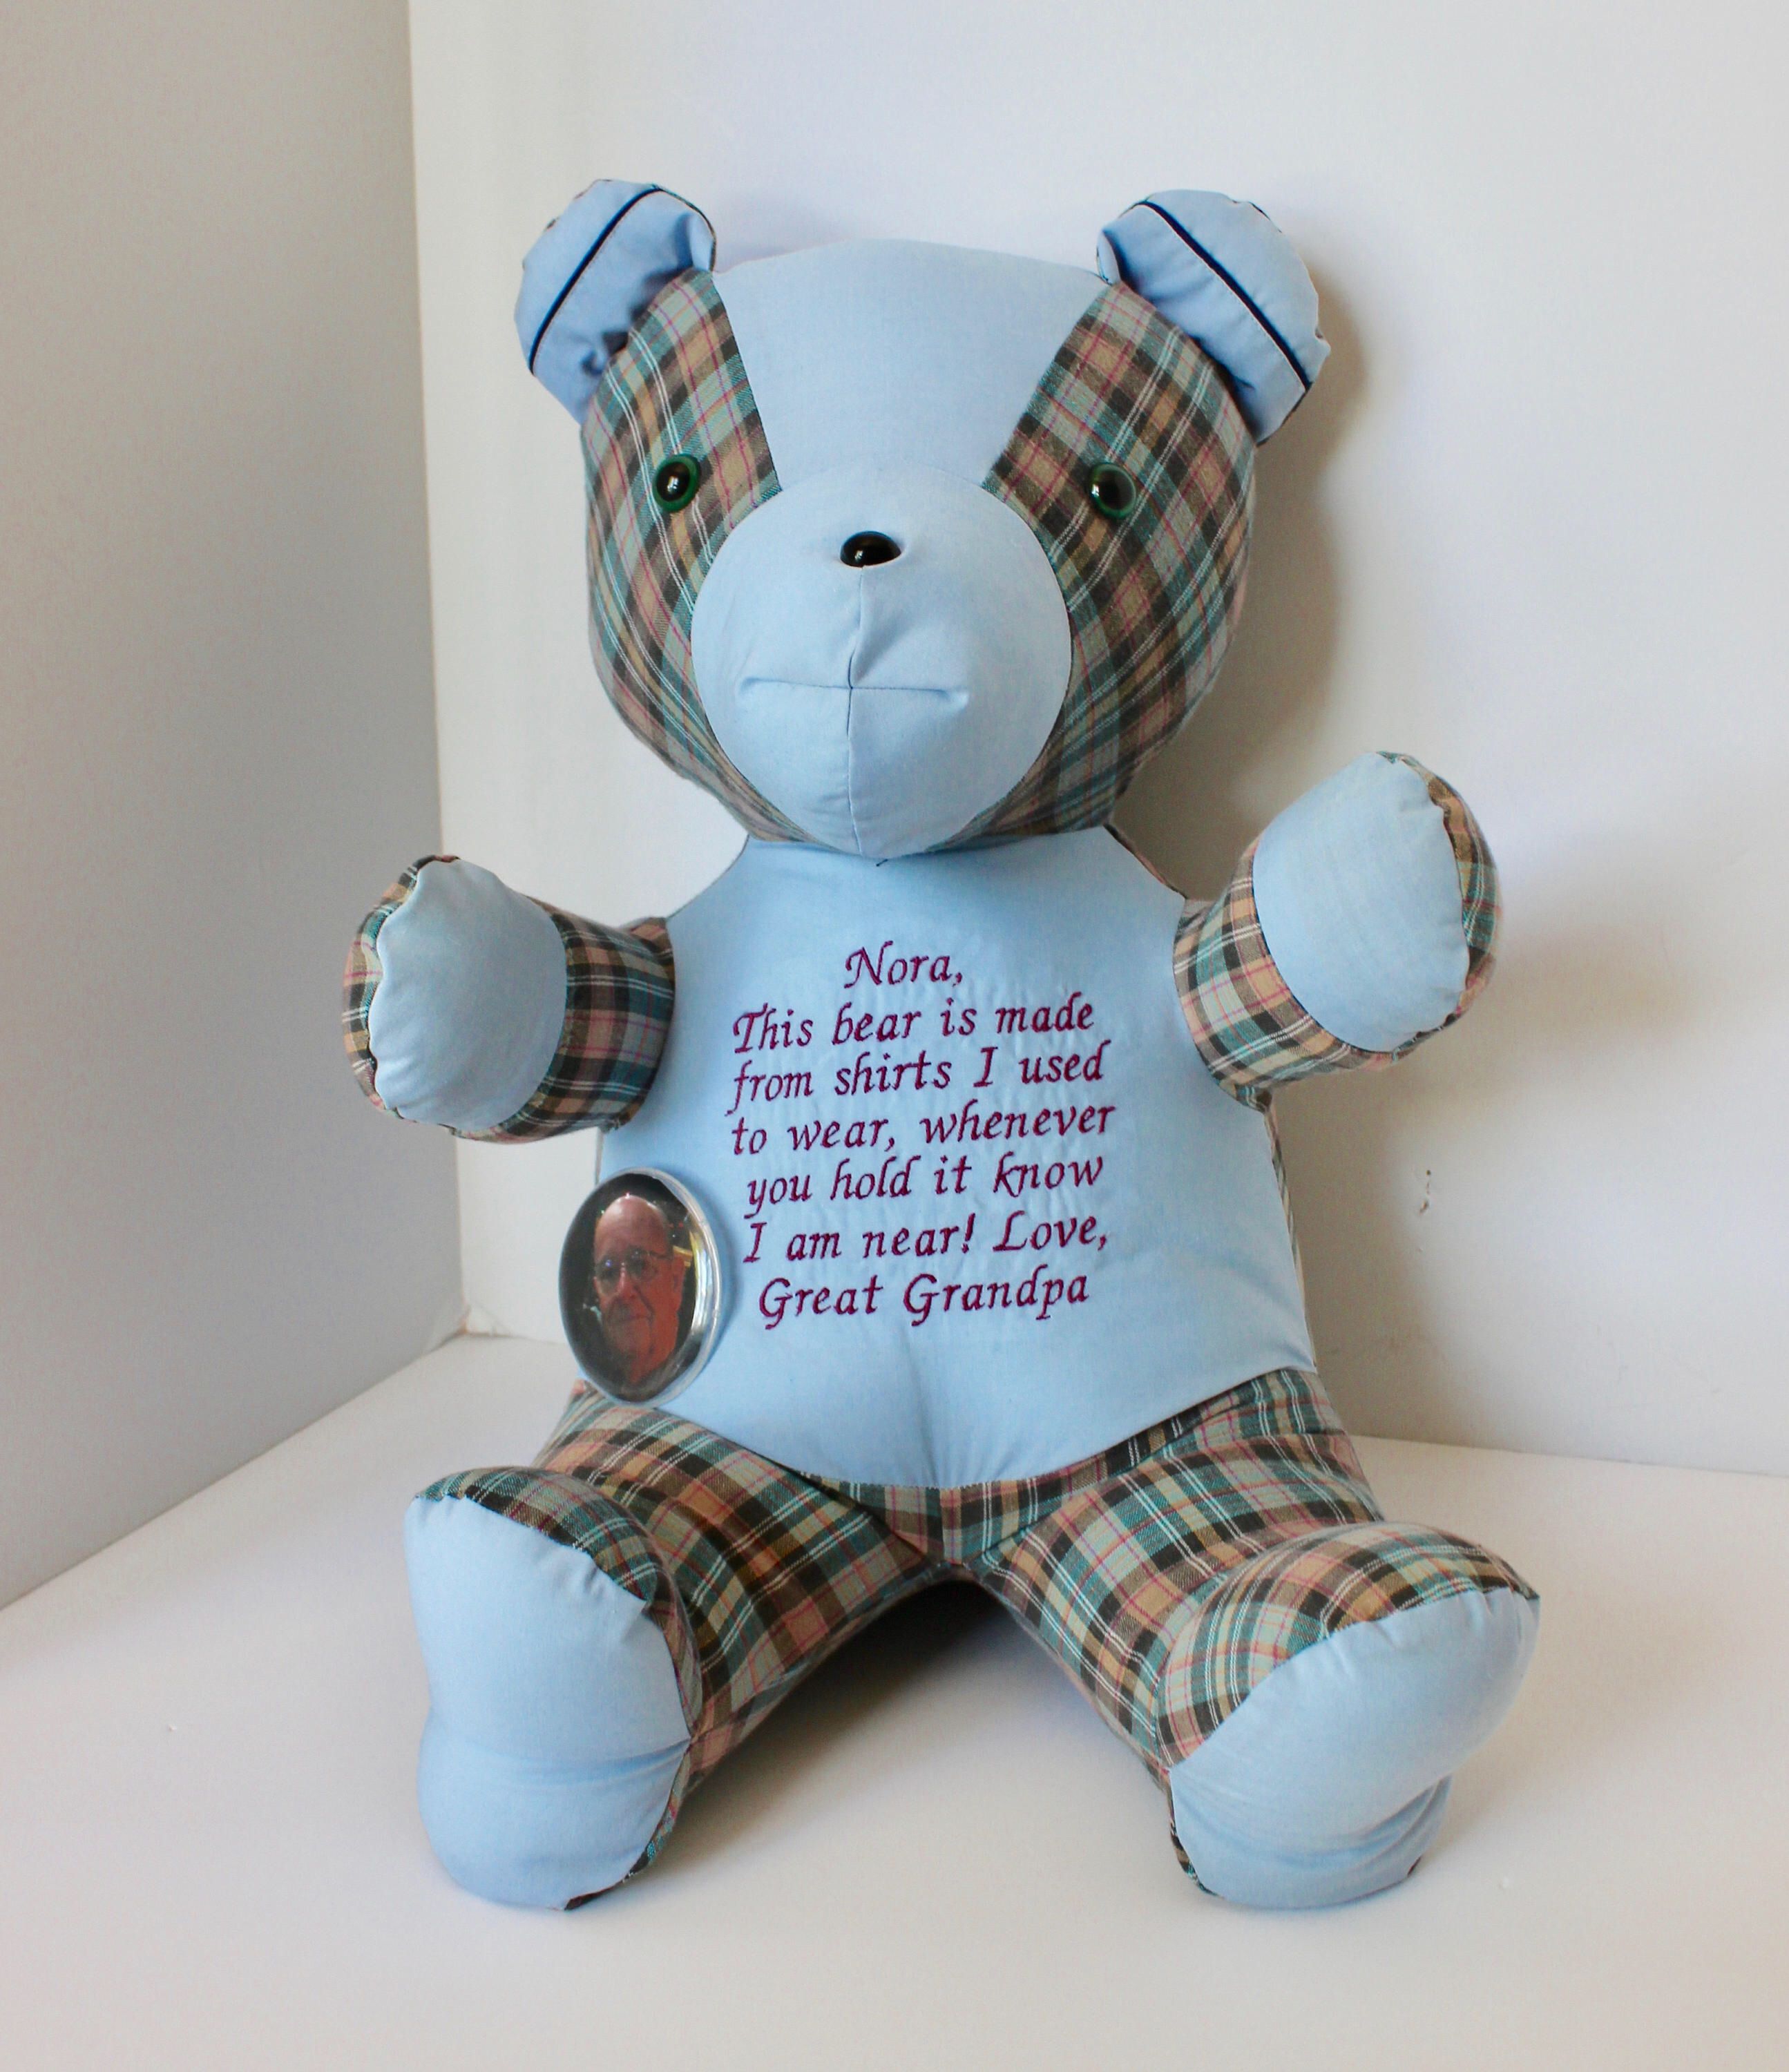 Nora,
This bear is made
from shirts I used
to wear, whenever
you hold it know
I am near! Love,
Great Grandpa